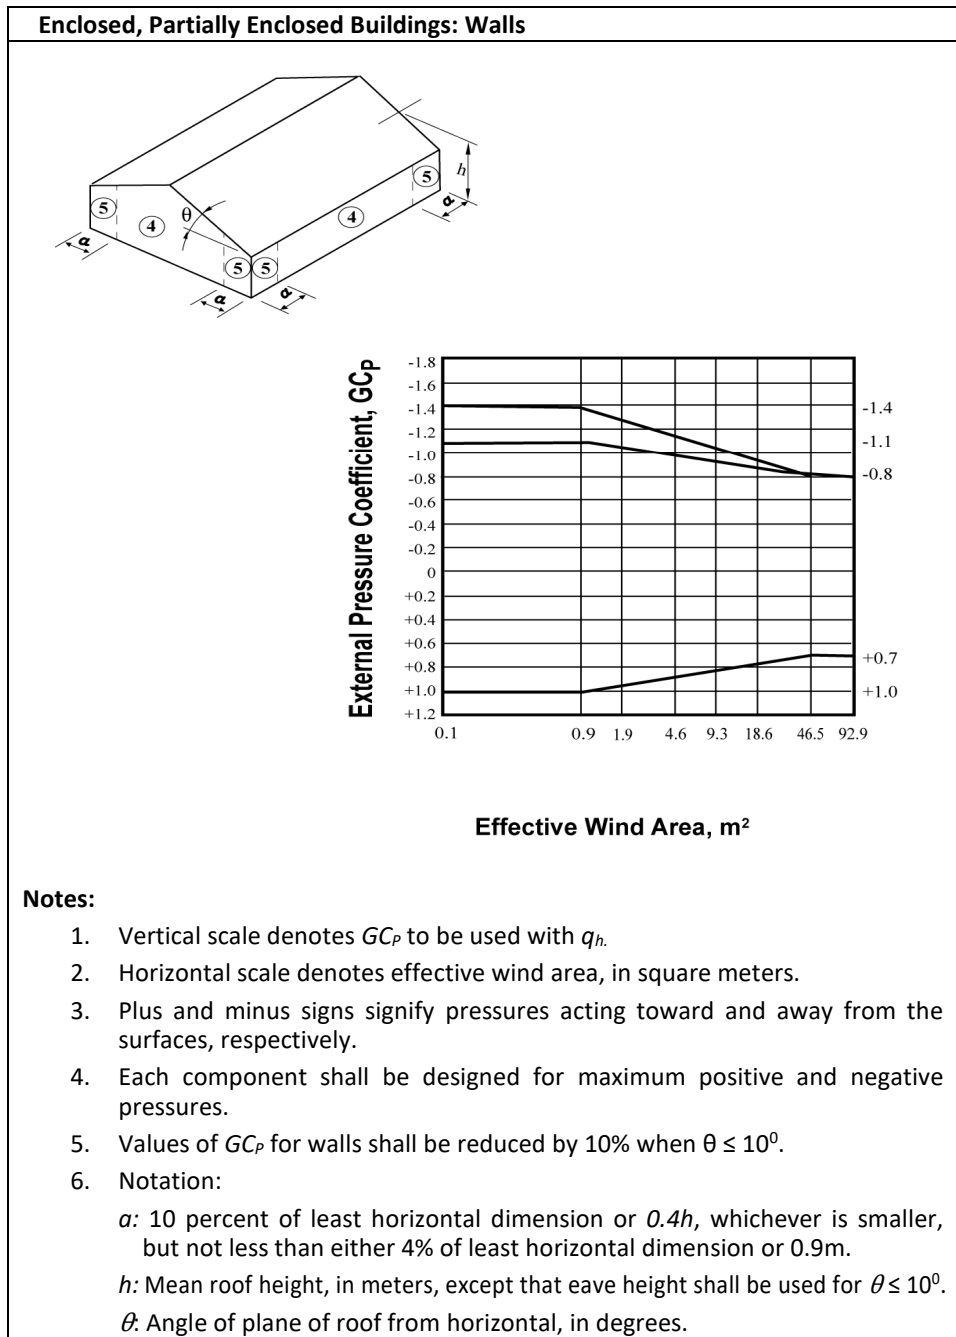 Enclosed, Partially Enclosed Buildings: Walls
h
5
a
4
5
θ
4
5 5
a
a
a
External Pressure Coefficient, GCP
-1.8
-1.6
-1.4
-1.2
-1.0
-0.8
-0.6
-0.4
-0.2
0
+0.2
+0.4
+0.6
+0.8
+1.0
+1.2
-1.4
-1.1
-0.8
+0.7
+1.0
0.1 0.9 1.9 4.6 9.3 18.6 46.5 92.9
Effective Wind Area, m²
Notes:
1. Vertical scale denotes GCP to be used with qh.
2. Horizontal scale denotes effective wind area, in square meters.
3. Plus and minus signs signify pressures acting toward and away from the
surfaces, respectively.
4. Each component shall be designed for maximum positive and negative
pressures.
5. Values of GCP for walls shall be reduced by 10% when θ ≤ 10⁰.
6. Notation:
a: 10 percent of least horizontal dimension or 0.4h, whichever is smaller,
but not less than either 4% of least horizontal dimension or 0.9m.
h: Mean roof height, in meters, except that eave height shall be used for θ ≤ 10⁰.
θ: Angle of plane of roof from horizontal, in degrees.